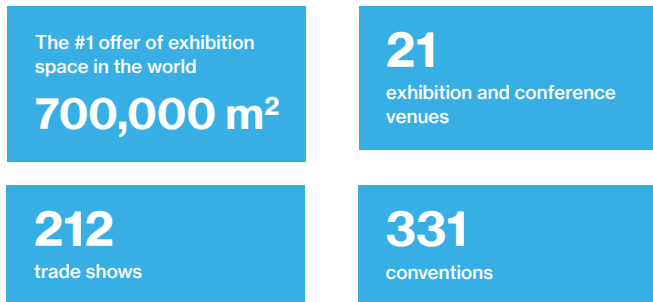 The #1 offer of exhibition
space in the world
700,000 m²
21
exhibition and conference
venues
212
trade shows
331
conventions